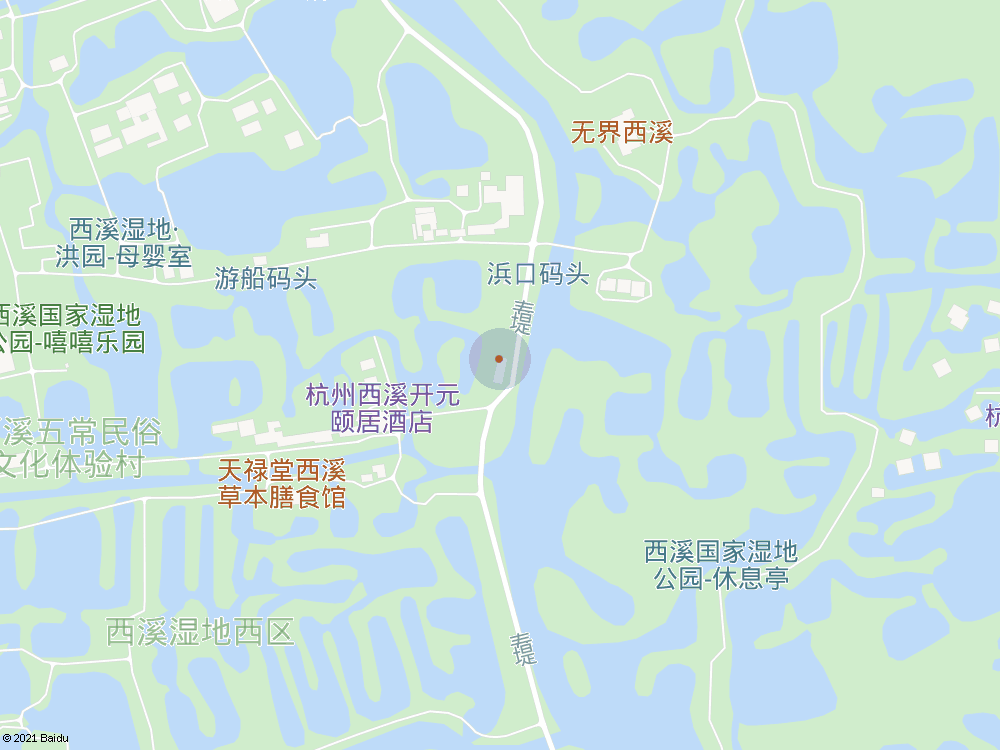 无界西溪
西溪湿地·
洪园-母婴室
游船码头
浜口码头
西溪国家湿地
公园-嘻嘻乐园
杭州西溪开元
颐居酒店
杭
溪五常民俗
文化体验村
天禄堂西溪
草本膳食馆
西溪国家湿地
公园-休息亭
西溪湿地西区
© 2021 Baidu